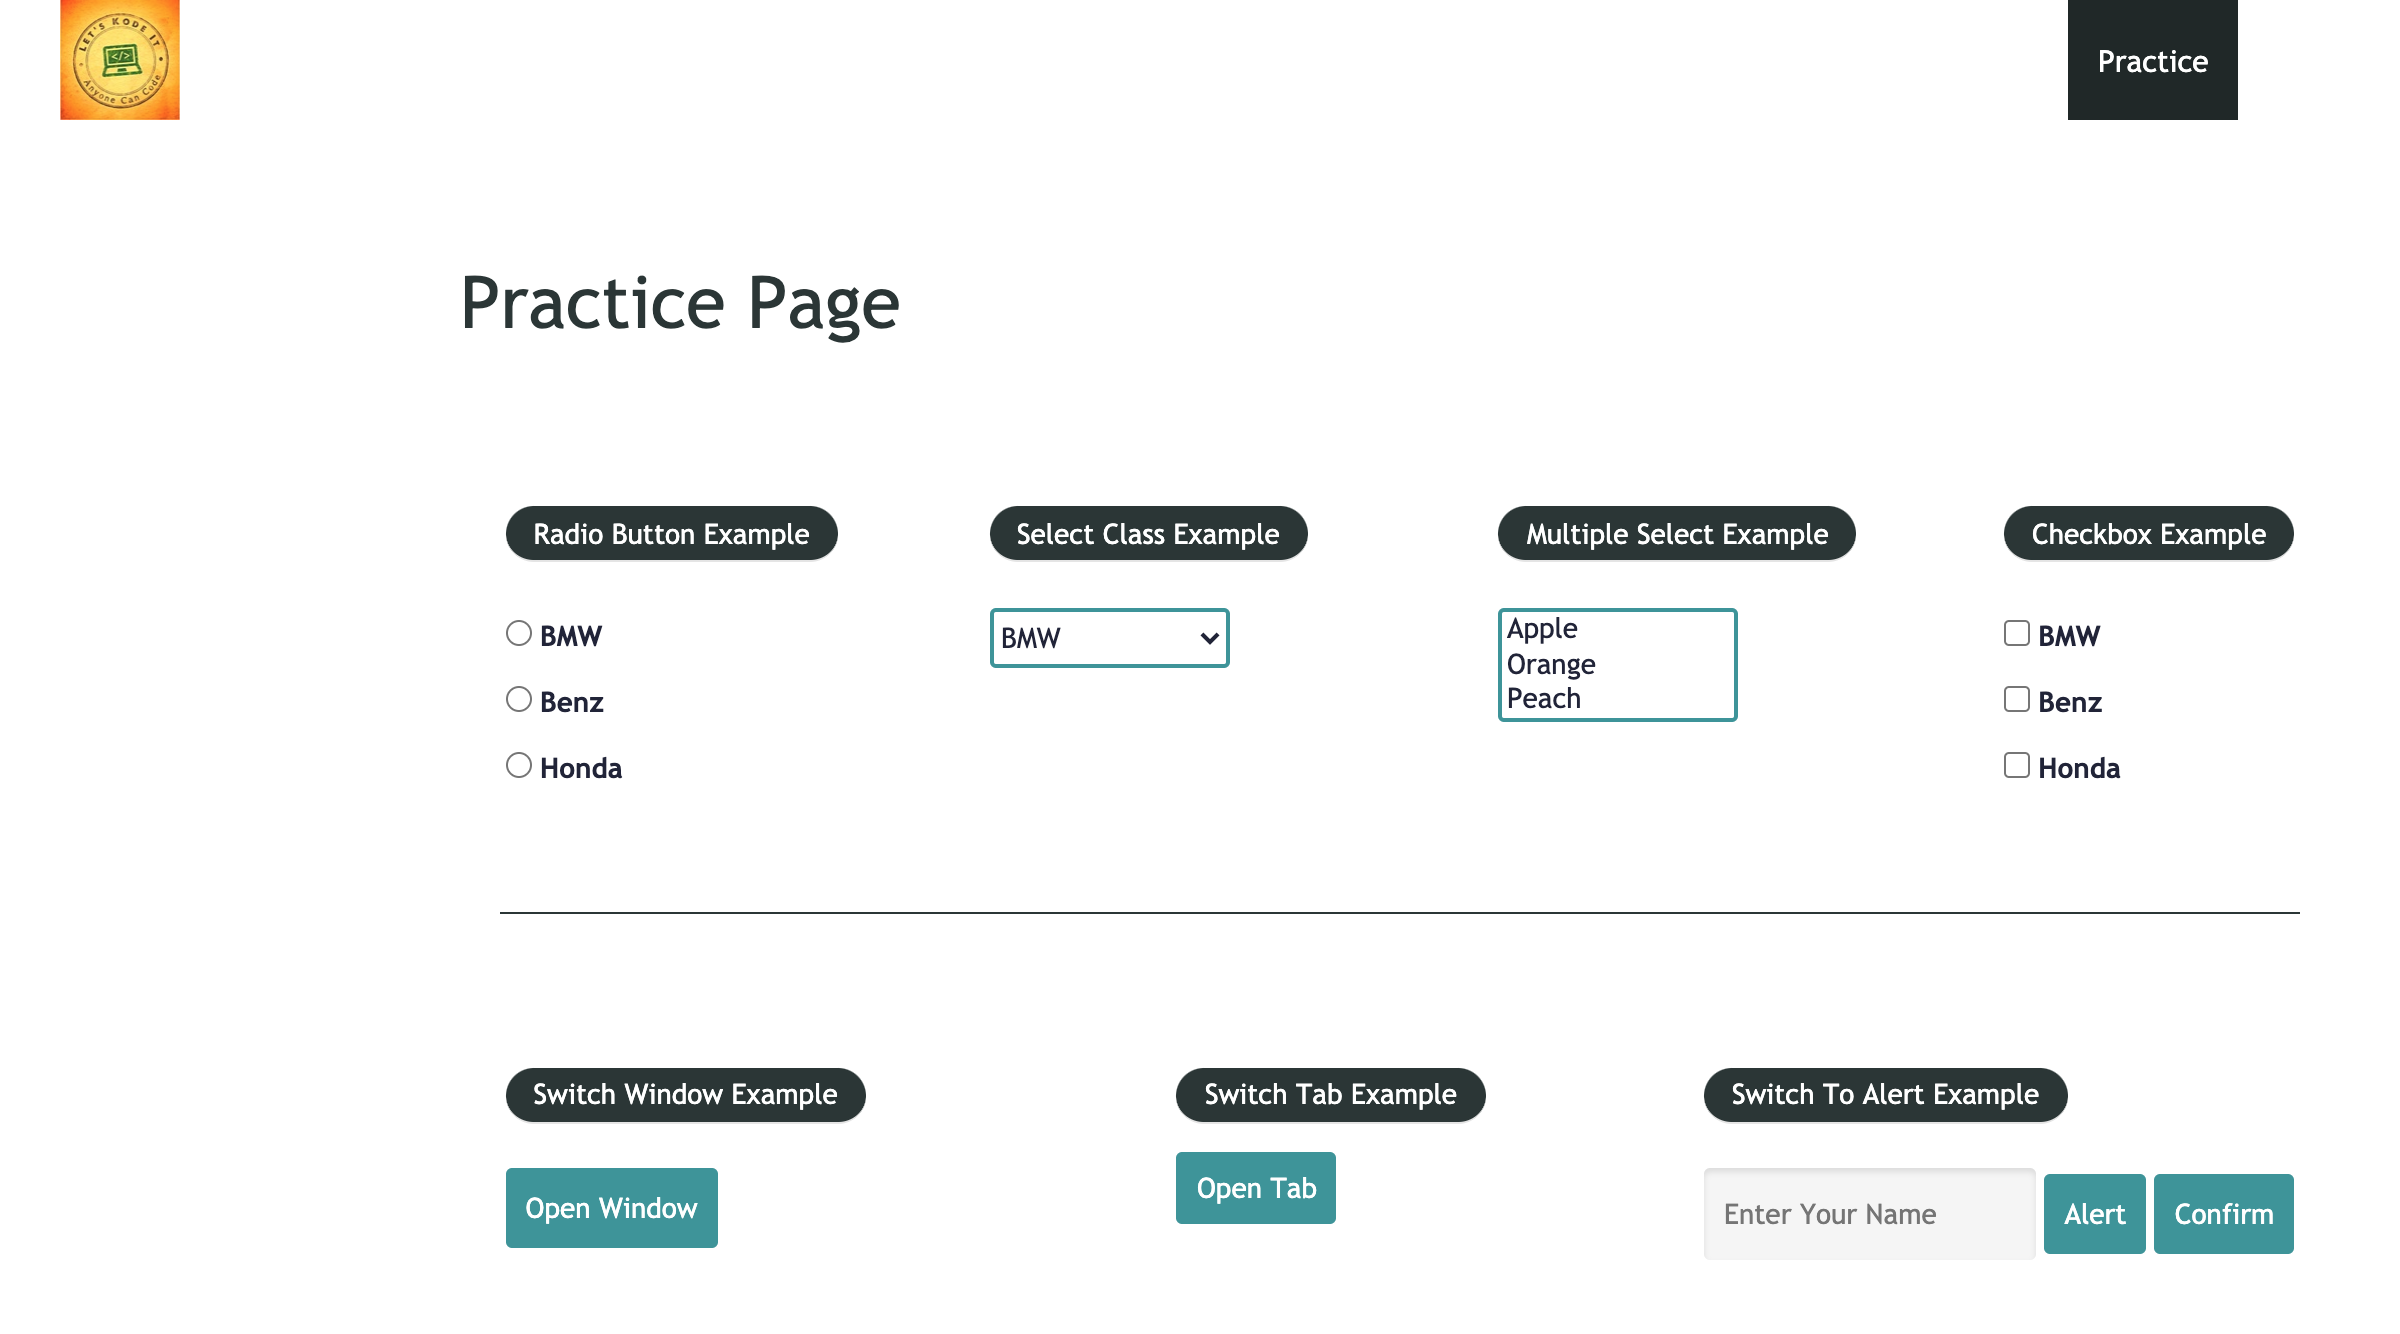 LET'S KODE IT
</>
Anyone Can Code
Practice
Practice Page
Radio Button Example
BMW
Benz
Honda
Select Class Example
BMW
Multiple Select Example
Apple
Orange
Peach
Checkbox Example
BMW
Benz
Honda
Switch Window Example
Open Window
Switch Tab Example
Open Tab
Switch To Alert Example
Enter Your Name
Alert
Confirm